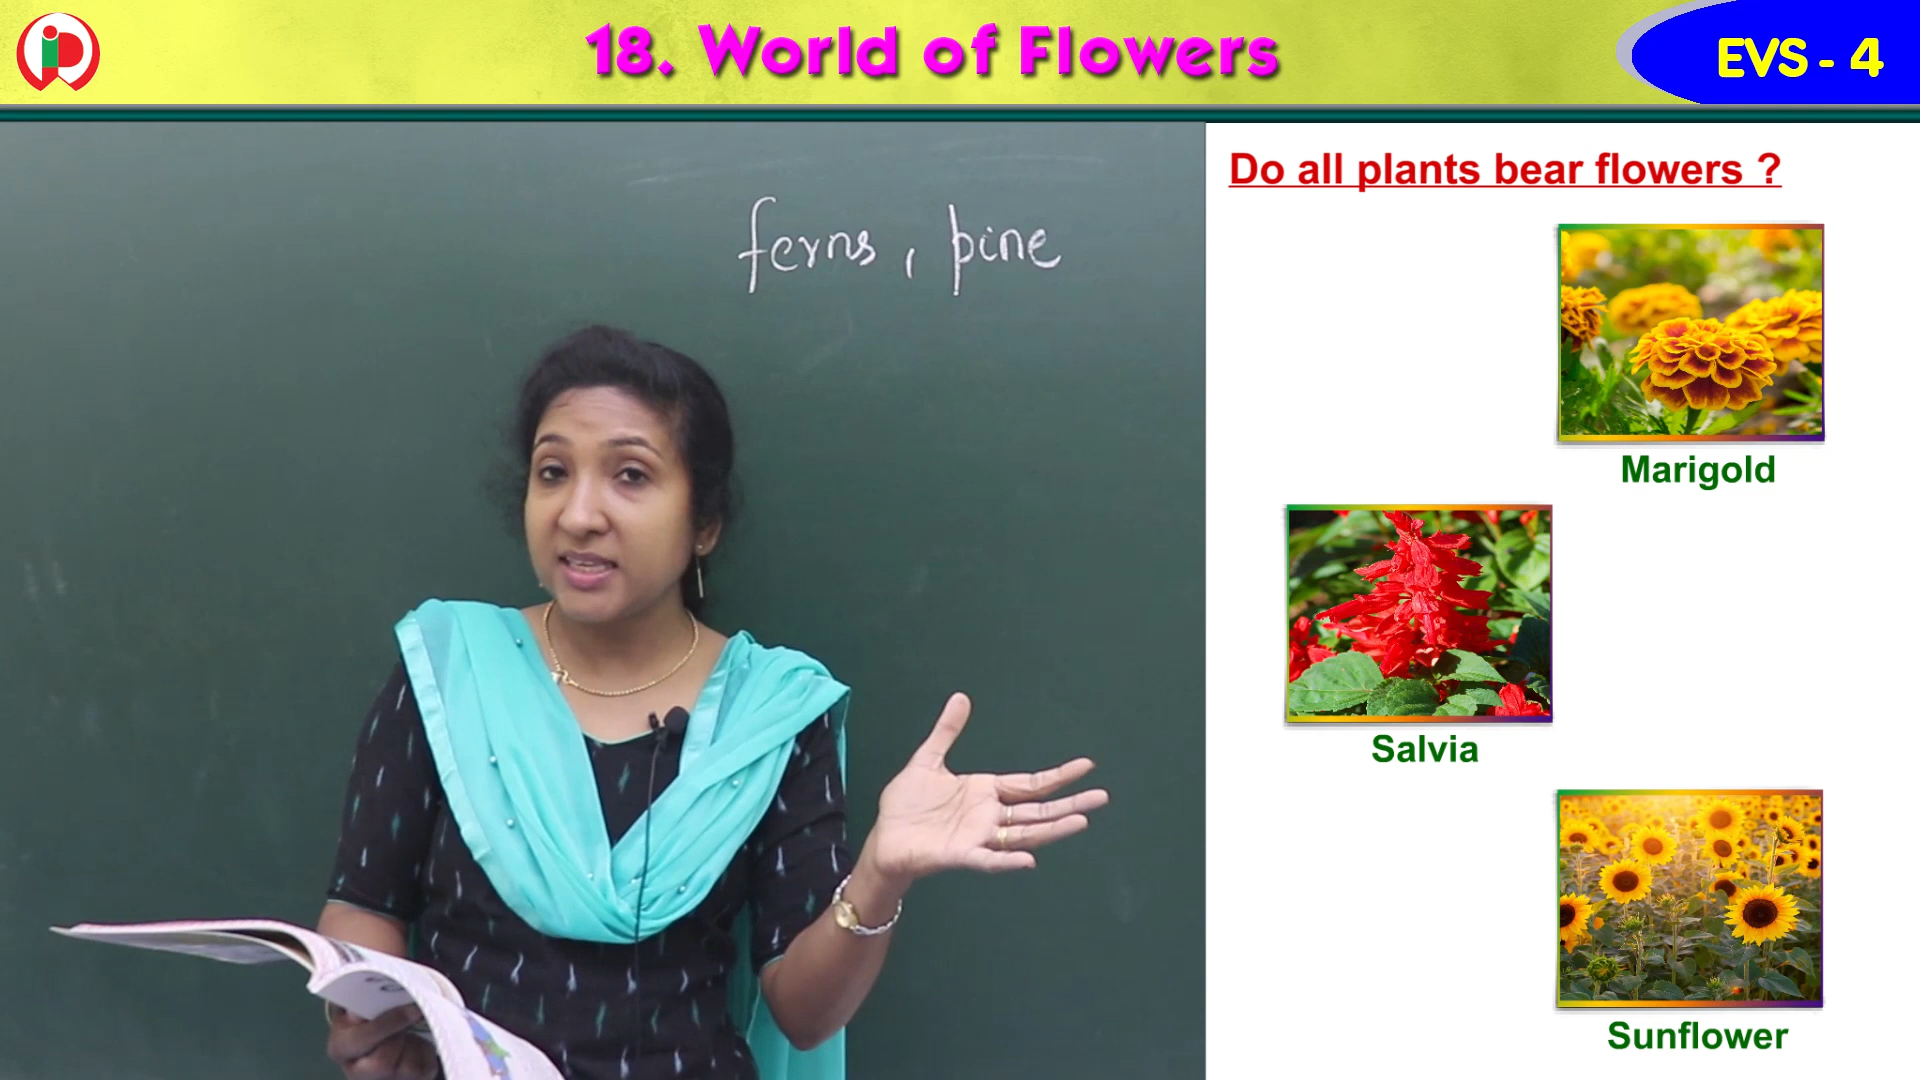 18. World of Flowers
EVS - 4
ferns, pine
Do all plants bear flowers ?
Marigold
Salvia
Sunflower